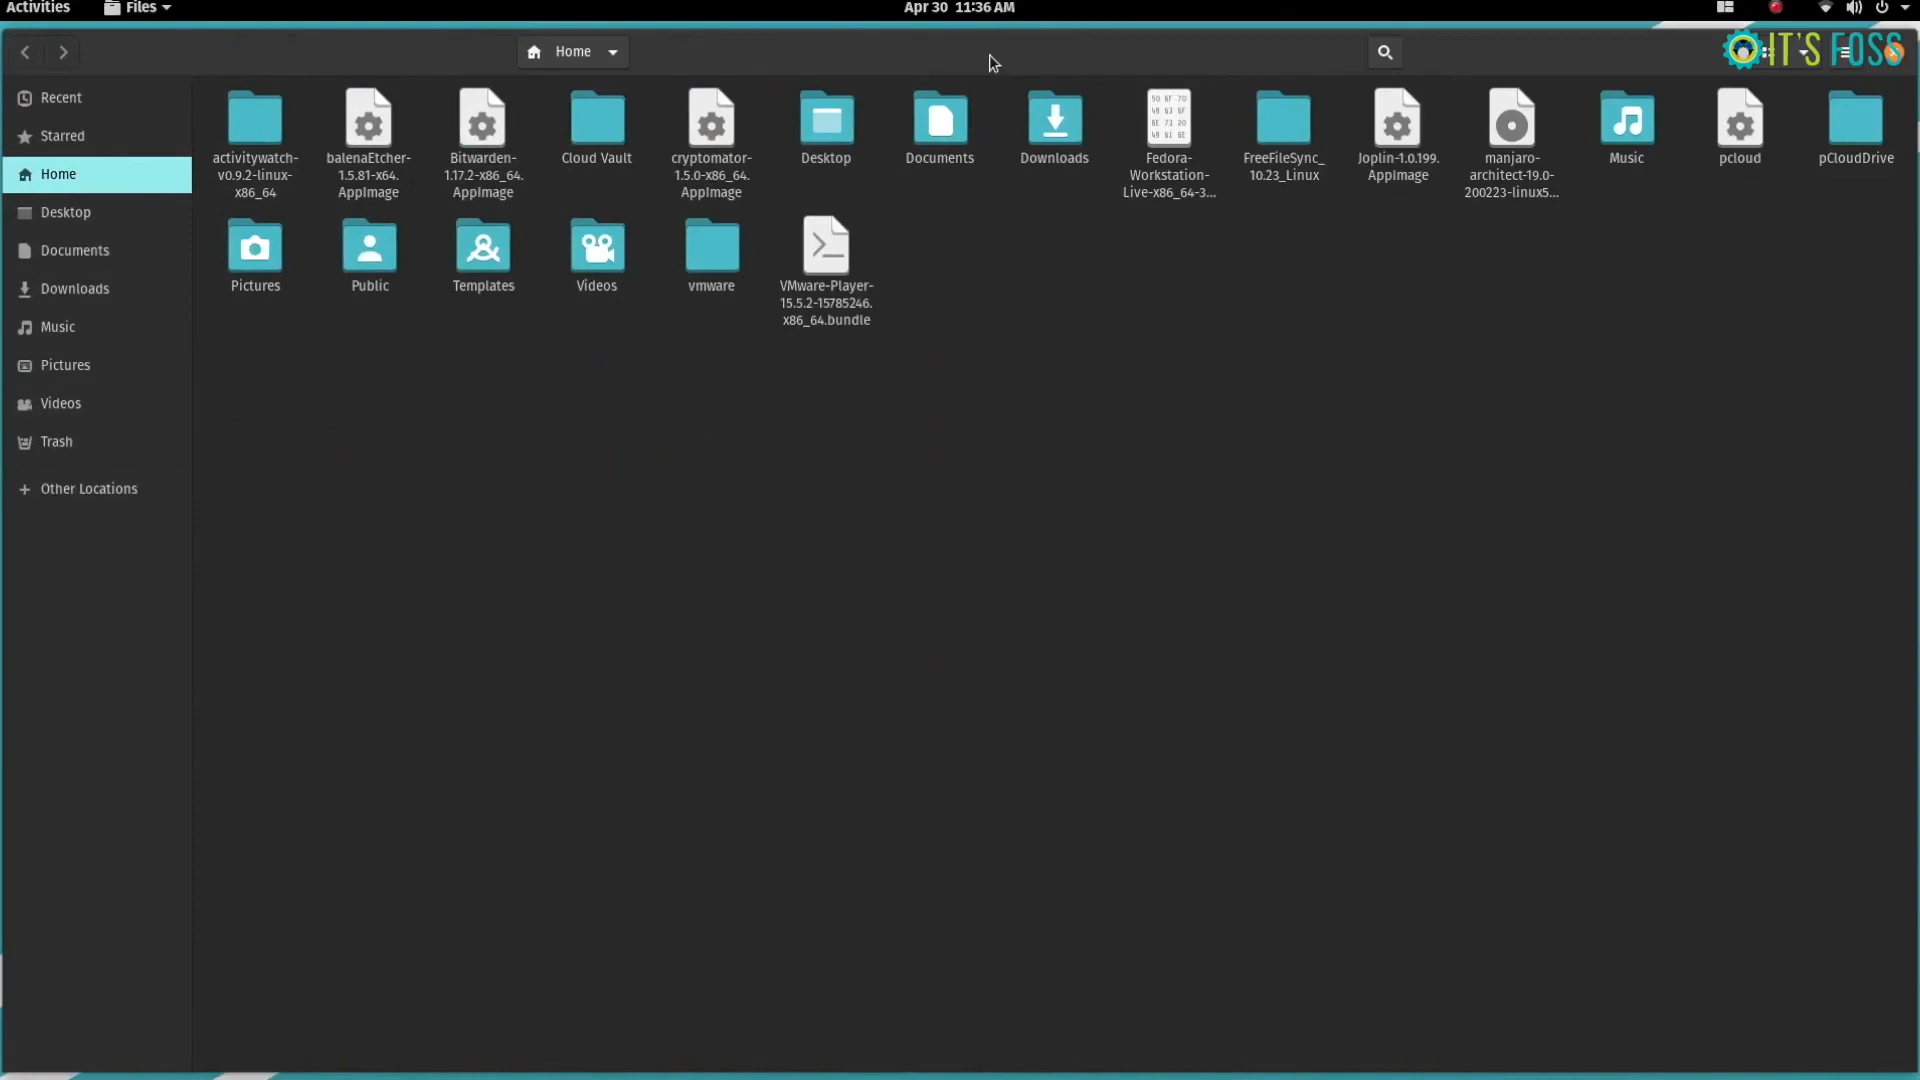 Activities Files Apr 30 11:36 AM
Home
IT'S FOSS
Recent
Starred
Home
Desktop
Documents
Downloads
Music
Pictures
Videos
Trash
Other Locations
activitywatch-
v0.9.2-linux-
x86_64
balenaEtcher-
1.5.81-x64.
AppImage
Bitwarden-
1.17.2-x86_64.
AppImage
Cloud Vault
cryptomator-
1.5.0-x86_64.
AppImage
Desktop
Documents
Downloads
50 6F 70
Fedora-
Workstation-
Live-x86_64-3...
FreeFileSync_
10.23_Linux
Joplin-1.0.199.
AppImage
manjaro-
architect-19.0-
200223-linux5...
Music
pcloud
pCloudDrive
Pictures
Public
Templates
Videos
vmware
VMware-Player-
15.5.2-15785246.
x86_64.bundle